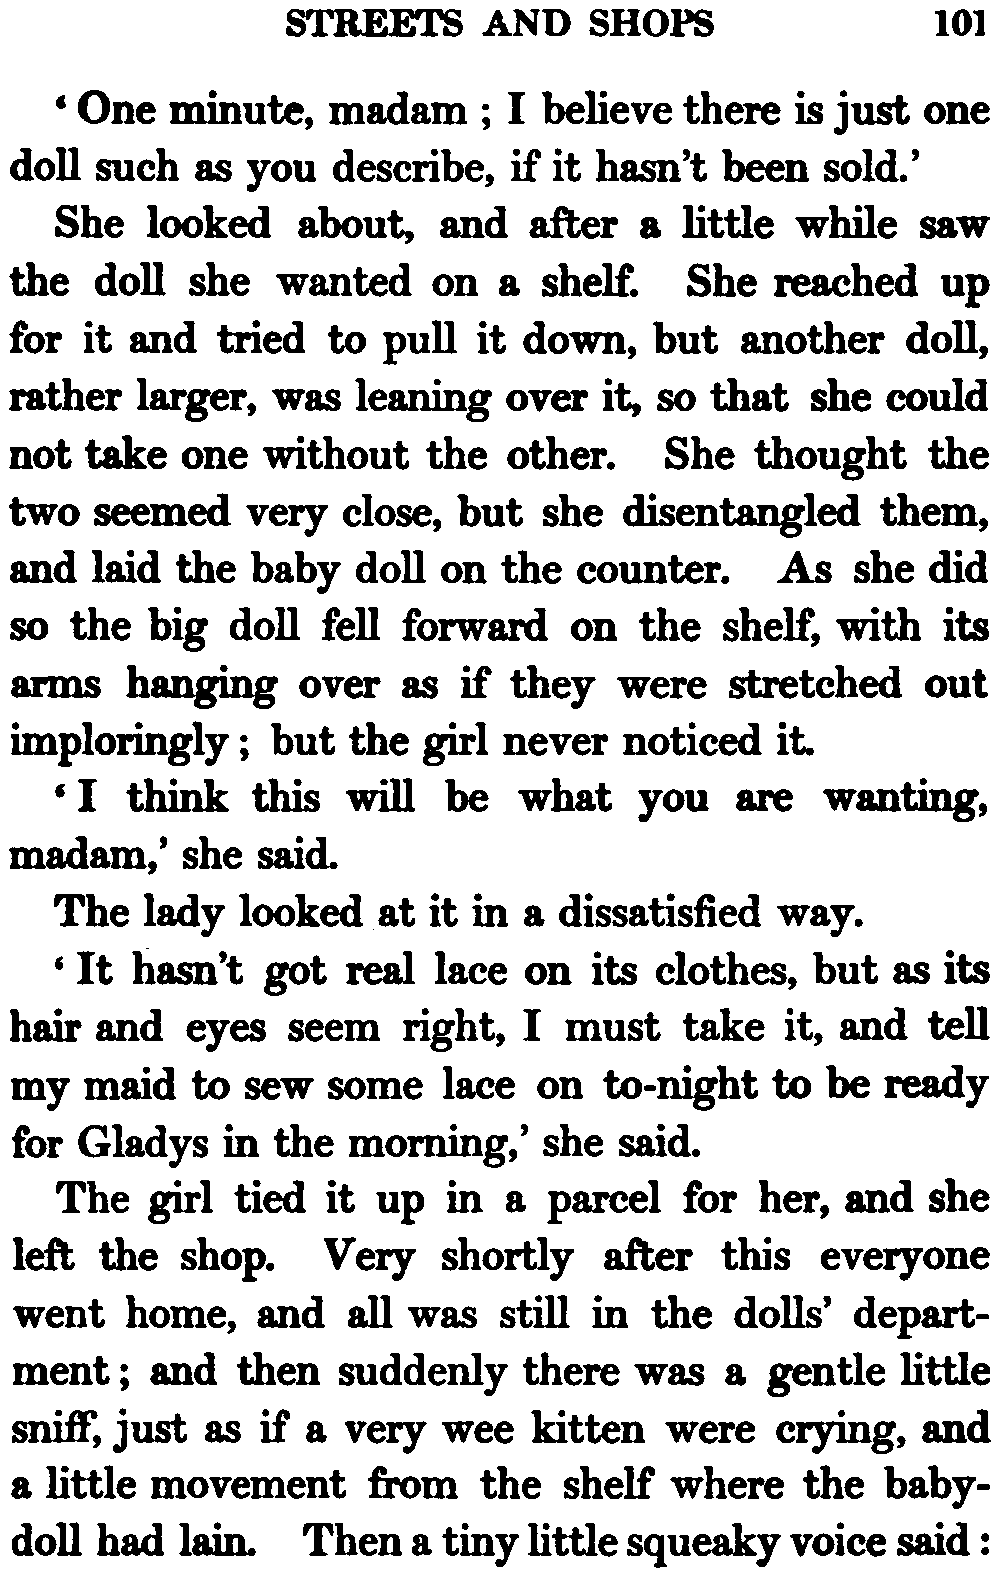 STREETS AND SHOPS 101
‘ One minute, madam ; I believe there is just one
doll such as you describe, if it hasn't been sold.’
She looked about, and after a little while saw
the doll she wanted on a shelf. She reached up
for it and tried to pull it down, but another doll,
rather larger, was leaning over it, so that she could
not take one without the other. She thought the
two seemed very close, but she disentangled them,
and laid the baby doll on the counter. As she did
so the big doll fell forward on the shelf, with its
arms hanging over as if they were stretched out
imploringly ; but the girl never noticed it.
‘ I think this will be what you are wanting,
madam,’ she said.
The lady looked at it in a dissatisfied way.
‘ It hasn't got real lace on its clothes, but as its
hair and eyes seem right, I must take it, and tell
my maid to sew some lace on to-night to be ready
for Gladys in the morning,’ she said.
The girl tied it up in a parcel for her, and she
left the shop. Very shortly after this everyone
went home, and all was still in the dolls’ depart-
ment ; and then suddenly there was a gentle little
sniff, just as if a very wee kitten were crying, and
a little movement from the shelf where the baby-
doll had lain. Then a tiny little squeaky voice said :